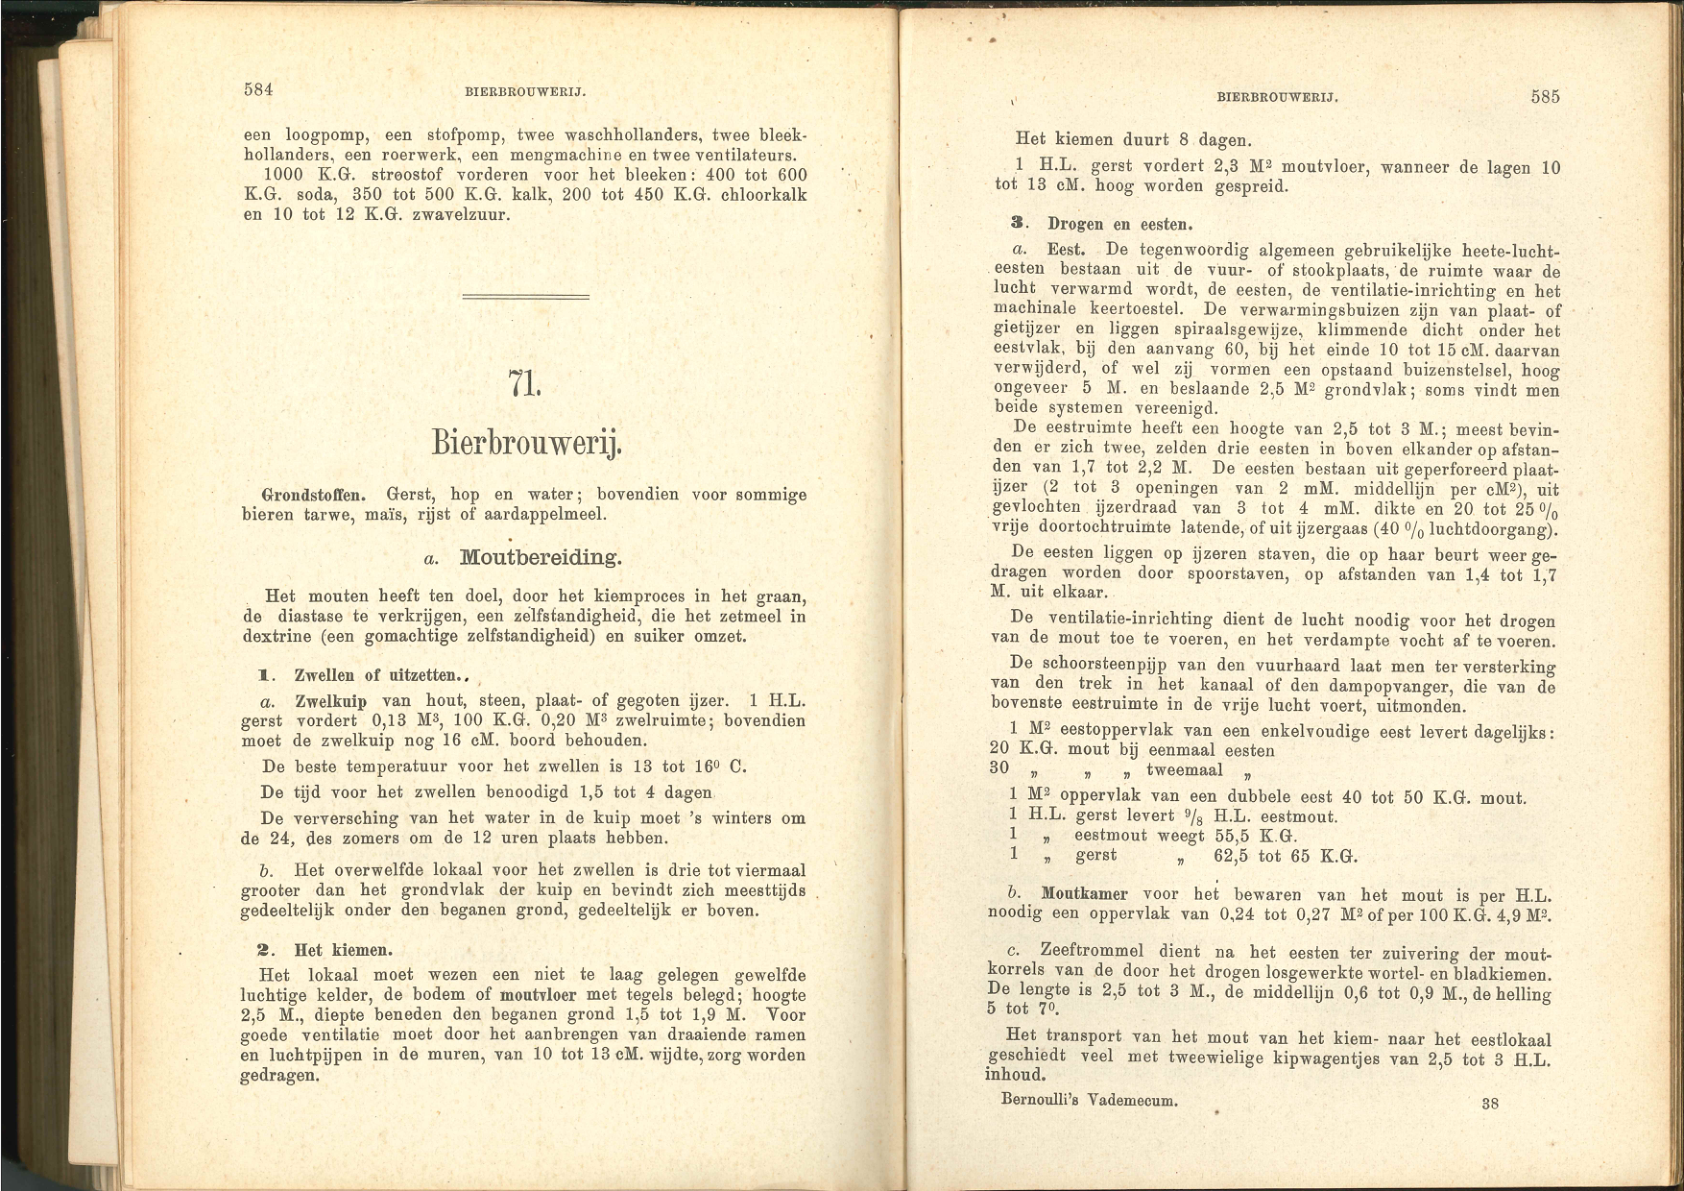 584
BIERBROUWERIJ.
een loogpomp, een stofpomp, twee waschhollanders, twee bleek-
hollanders, een roerwerk, een mengmachine en twee ventilateurs.
1000 K.G. streostof vorderen voor het bleeken: 400 tot 600
K.G. soda, 350 tot 500 K.G. kalk, 200 tot 450 K.G. chloorkalk
en 10 tot 12 K.G. zwavelzuur.
71.
Bierbrouwerij.
Grondstoffen. Gerst, hop en water; bovendien voor sommige
bieren tarwe, maïs, rijst of aardappelmeel.
a. Moutbereiding.
Het mouten heeft ten doel, door het kiemproces in het graan,
de diastase te verkrijgen, een zelfstandigheid, die het zetmeel in
dextrine (een gomachtige zelfstandigheid) en suiker omzet.
1. Zwellen of uitzetten..
a. Zwelkuip van hout, steen, plaat- of gegoten ijzer. 1 H.L.
gerst vordert 0,13 M³, 100 K.G. 0,20 M³ zwelruimte; bovendien
moet de zwelkuip nog 16 cM. boord behouden.
De beste temperatuur voor het zwellen is 13 tot 16⁰ C.
De tijd voor het zwellen benoodigd 1,5 tot 4 dagen
De verversching van het water in de kuip moet 's winters om
de 24, des zomers om de 12 uren plaats hebben.
b. Het overwelfde lokaal voor het zwellen is drie tot viermaal
grooter dan het grondvlak der kuip en bevindt zich meesttijds
gedeeltelijk onder den beganen grond, gedeeltelijk er boven.
2. Het kiemen.
Het lokaal moet wezen een niet te laag gelegen gewelfde
luchtige kelder, de bodem of moutvloer met tegels belegd; hoogte
2,5 M., diepte beneden den beganen grond 1,5 tot 1,9 M. Voor
goede ventilatie moet door het aanbrengen van draaiende ramen
en luchtpijpen in de muren, van 10 tot 13 cM. wijdte, zorg worden
gedragen.
BIERBROUWERIJ.
585
Het kiemen duurt 8 dagen.
1 H.L. gerst vordert 2,3 M² moutvloer, wanneer de lagen 10
tot 13 cM. hoog worden gespreid.
3. Drogen en eesten.
a. Eest. De tegenwoordig algemeen gebruikelijke heete-lucht-
eesten bestaan uit de vuur- of stookplaats, de ruimte waar de
lucht verwarmd wordt, de eesten, de ventilatie-inrichting en het
machinale keertoestel. De verwarmingsbuizen zijn van plaat- of
gietijzer en liggen spiraalsgewijze, klimmende dicht onder het
eestvlak, bij den aanvang 60, bij het einde 10 tot 15 cM. daarvan
verwijderd, of wel zij vormen een opstaand buizenstelsel, hoog
ongeveer 5 M. en beslaande 2,5 M² grondvlak; soms vindt men
beide systemen vereenigd.
De eestruimte heeft een hoogte van 2,5 tot 3 M.; meest bevin-
den er zich twee, zelden drie eesten in boven elkander op afstan-
den van 1,7 tot 2,2 M. De eesten bestaan uit geperforeerd plaat-
ijzer (2 tot 3 openingen van 2 mM. middellijn per cM²), uit
gevlochten ijzerdraad van 3 tot 4 mM. dikte en 20 tot 25 %
vrije doortochtruimte latende, of uit ijzergaas (40 % luchtdoorgang).
De eesten liggen op ijzeren staven, die op haar beurt weer ge-
dragen worden door spoorstaven, op afstanden van 1,4 tot 1,7
M. uit elkaar.
De ventilatie-inrichting dient de lucht noodig voor het drogen
van de mout toe te voeren, en het verdampte vocht af te voeren.
De schoorsteenpijp van den vuurhaard laat men ter versterking
van den trek in het kanaal of den dampopvanger, die van de
bovenste eestruimte in de vrije lucht voert, uitmonden.
1 M² eestoppervlak van een enkelvoudige eest levert dagelijks:
20 K.G. mout bij eenmaal eesten
30 „ „ „ tweemaal „
1 M² oppervlak van een dubbele eest 40 tot 50 K.G. mout.
1 H.L. gerst levert ⁹/₈ H.L. eestmout.
1 „ eestmout weegt 55,5 K.G.
1 „ gerst „ 62,5 tot 65 K.G.
b. Moutkamer voor het bewaren van het mout is per H.L.
noodig een oppervlak van 0,24 tot 0,27 M² of per 100 K.G. 4,9 M².
c. Zeeftrommel dient na het eesten ter zuivering der mout-
korrels van de door het drogen losgewerkte wortel- en bladkiemen.
De lengte is 2,5 tot 3 M., de middellijn 0,6 tot 0,9 M., de helling
5 tot 7⁰.
Het transport van het mout van het kiem- naar het eestlokaal
geschiedt veel met tweewielige kipwagentjes van 2,5 tot 3 H.L.
inhoud.
Bernoulli's Vademecum.
38